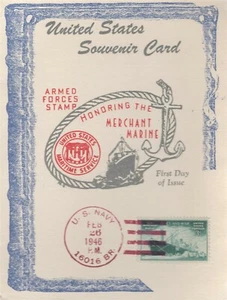 United States
Souvenir Card
ARMED
FORCES
STAMP
HONORING THE
MERCHANT
MARINE
UNITED STATES
MARITIME SERVICE
First Day
of Issue
U. S. NAVY
FEB
26
1946
P.M.
16016 BR.